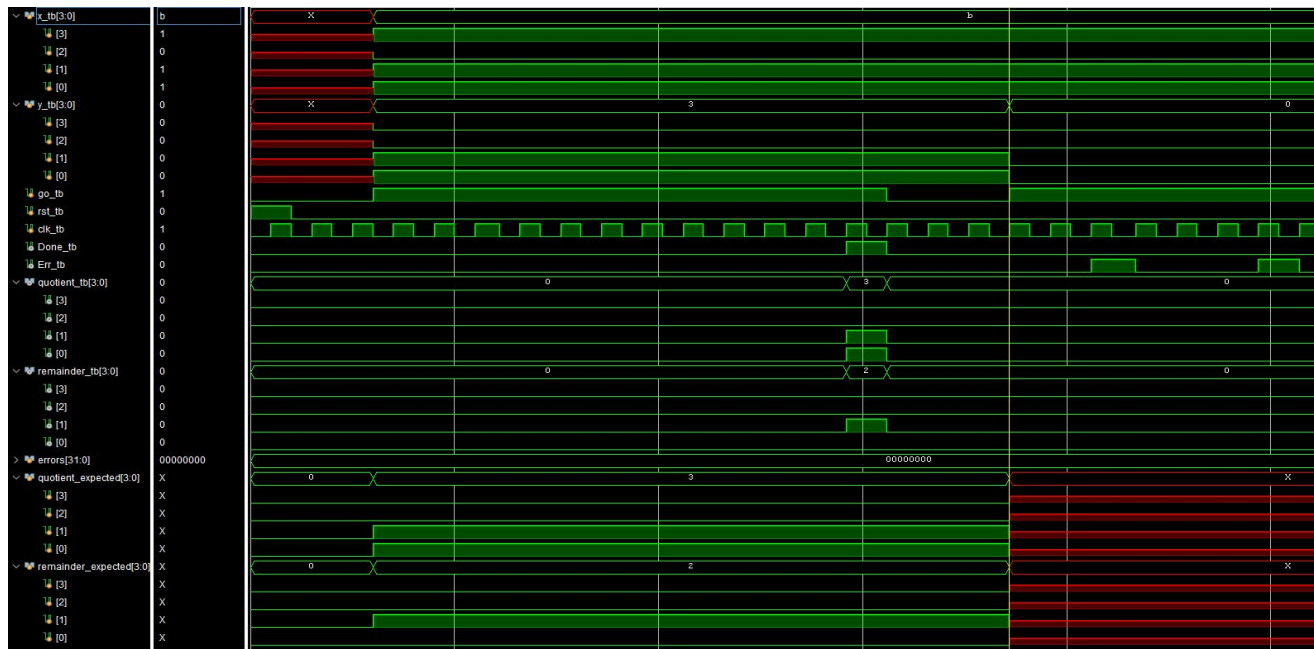 x_tb[3:0] b X b
[3] 1
[2] 0
[1] 1
[0] 1
y_tb[3:0] 0 X 3 0
[3] 0
[2] 0
[1] 0
[0] 0
go_tb 1
rst_tb 0
clk_tb 1
Done_tb 0
Err_tb 0
quotient_tb[3:0] 0 0 3 0
[3] 0
[2] 0
[1] 0
[0] 0
remainder_tb[3:0] 0 0 2 0
[3] 0
[2] 0
[1] 0
[0] 0
errors[31:0] 00000000 00000000
quotient_expected[3:0] X 0 3 X
[3] X
[2] X
[1] X
[0] X
remainder_expected[3:0] X 0 2 X
[3] X
[2] X
[1] X
[0] X